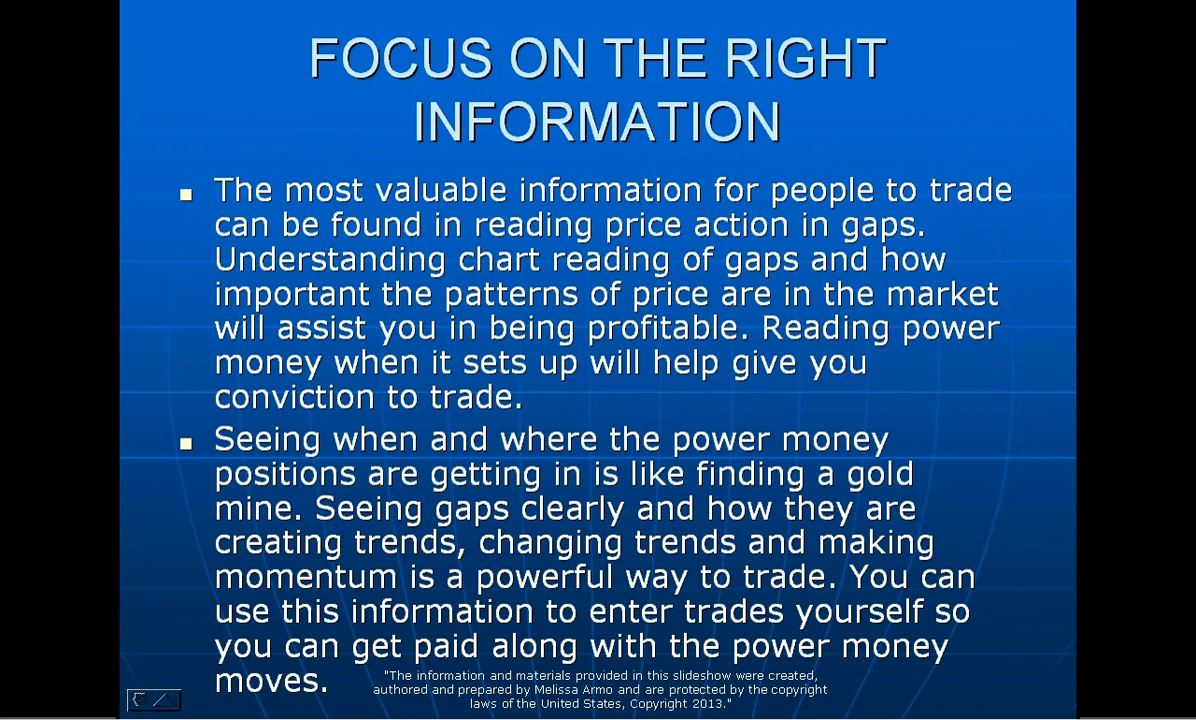 FOCUS ON THE RIGHT
INFORMATION
The most valuable information for people to trade
can be found in reading price action in gaps.
Understanding chart reading of gaps and how
important the patterns of price are in the market
will assist you in being profitable. Reading power
money when it sets up will help give you
conviction to trade.
Seeing when and where the power money
positions are getting in is like finding a gold
mine. Seeing gaps clearly and how they are
creating trends, changing trends and making
momentum is a powerful way to trade. You can
use this information to enter trades yourself so
you can get paid along with the power money
moves.
"The information and materials provided in this slideshow were created,
authored and prepared by Melissa Armo and are protected by the copyright
laws of the United States, Copyright 2013."